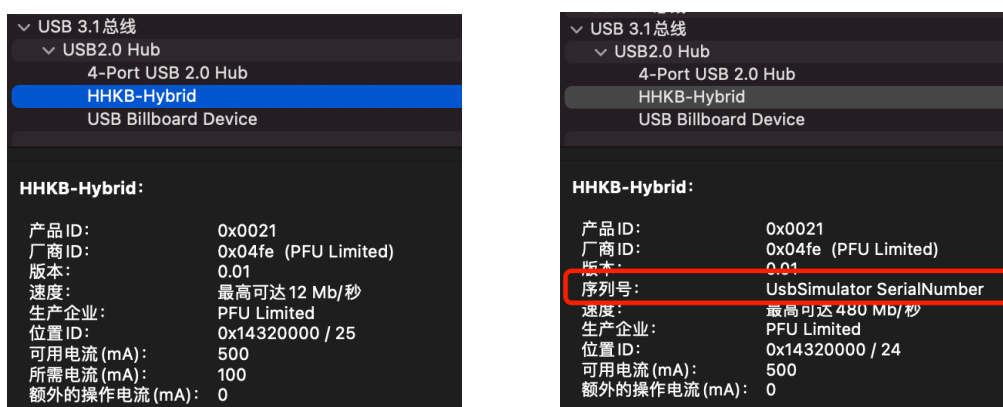 USB 3.1总线
USB2.0 Hub
4-Port USB 2.0 Hub
HHKB-Hybrid
USB Billboard Device
HHKB-Hybrid：
产品ID： 0x0021
厂商ID： 0x04fe (PFU Limited)
版本： 0.01
速度： 最高可达12 Mb/秒
生产企业： PFU Limited
位置ID： 0x14320000 / 25
可用电流(mA)： 500
所需电流(mA)： 100
额外的操作电流(mA)： 0
USB 3.1总线
USB2.0 Hub
4-Port USB 2.0 Hub
HHKB-Hybrid
USB Billboard Device
HHKB-Hybrid：
产品ID： 0x0021
厂商ID： 0x04fe (PFU Limited)
版本： 0.01
序列号： UsbSimulator SerialNumber
速度： 最高可达480 Mb/秒
生产企业： PFU Limited
位置ID： 0x14320000 / 24
可用电流(mA)： 500
额外的操作电流(mA)： 0